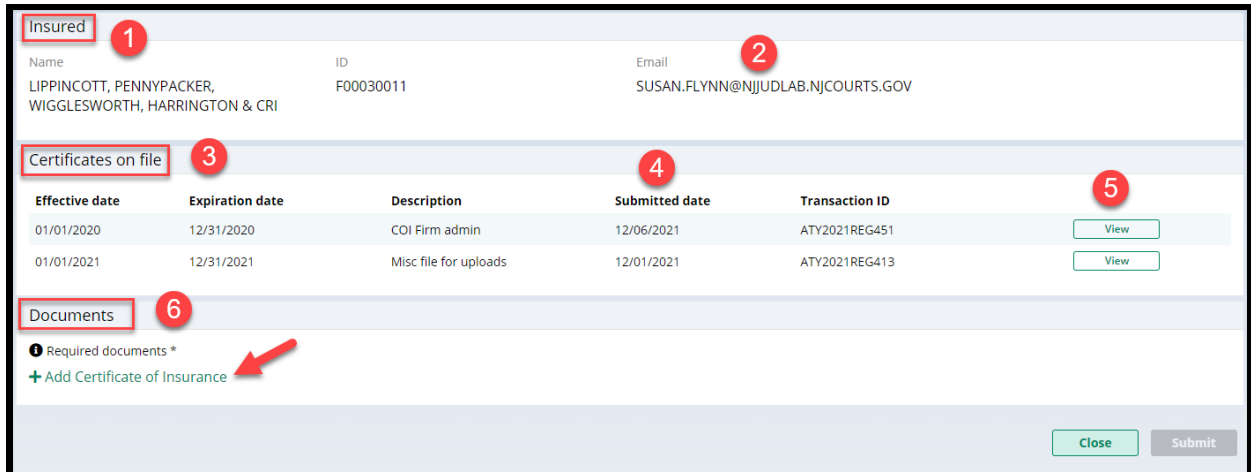 Insured
1
2
Name ID Email
LIPPINCOTT, PENNYPACKER, F00030011 SUSAN.FLYNN@NJJUDLAB.NJCOURTS.GOV
WIGGLESWORTH, HARRINGTON & CRI
Certificates on file
3
4
5
Effective date Expiration date Description Submitted date Transaction ID
01/01/2020 12/31/2020 COI Firm admin 12/06/2021 ATY2021REG451 View
01/01/2021 12/31/2021 Misc file for uploads 12/01/2021 ATY2021REG413 View
Documents
6
Required documents *
+ Add Certificate of Insurance
Close Submit